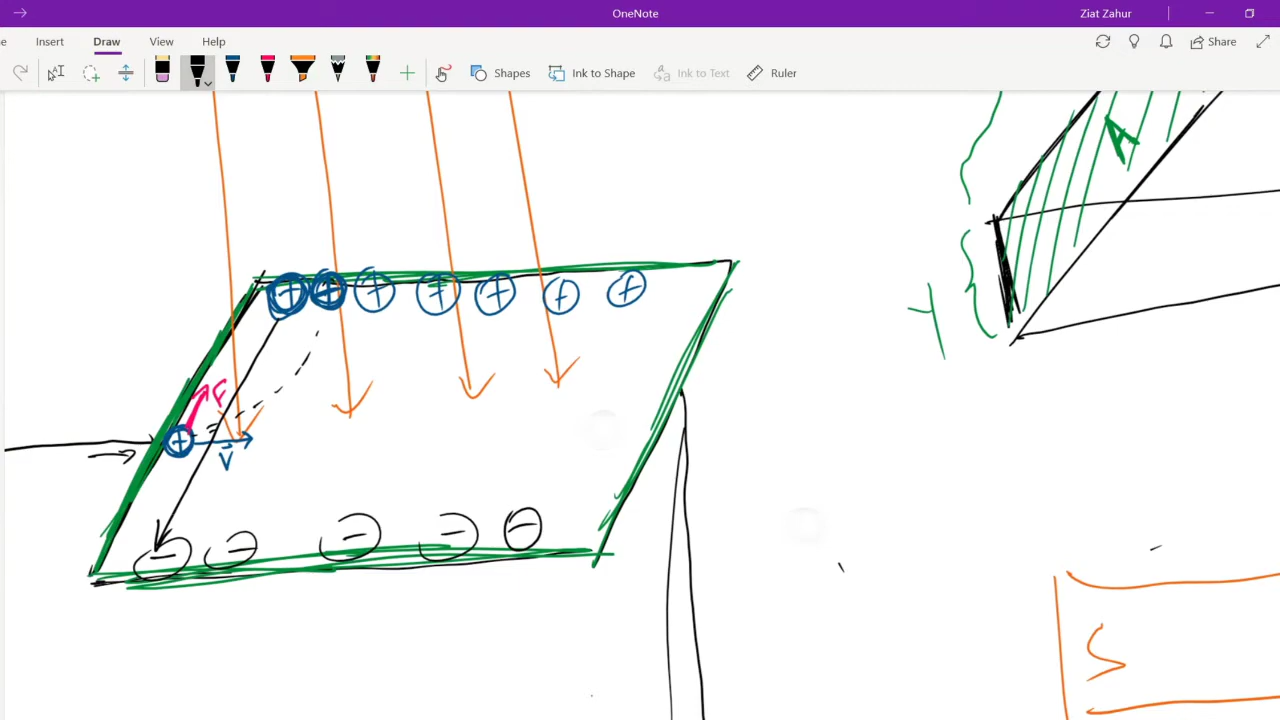 OneNote
Ziat Zahur
Insert Draw View Help
Share
Shapes
Ink to Shape
Ink to Text
Ruler
A
Y
+ + + + + + +
F
+
V
- - - - -
S